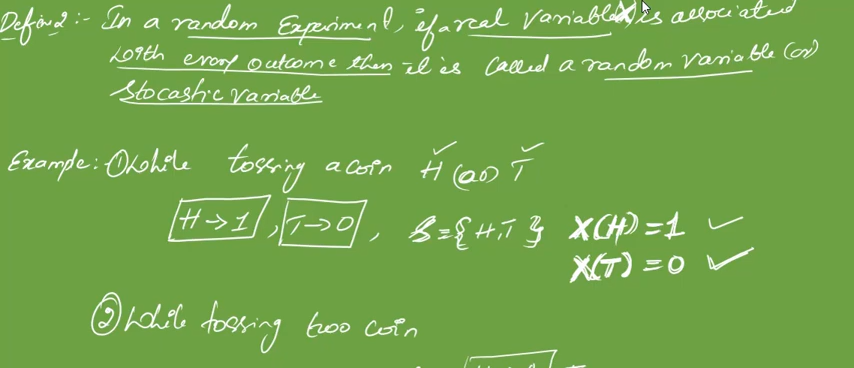 Defin 2 :- In a random Experiment, if a real Variable X is associated
with every outcome then it is called a random variable (or)
Stocastic Variable
Example: ① While tossing a coin H (or) T
H → 1 , T → 0 , S = {H, T} X(H) = 1
X(T) = 0
② While tossing two coin